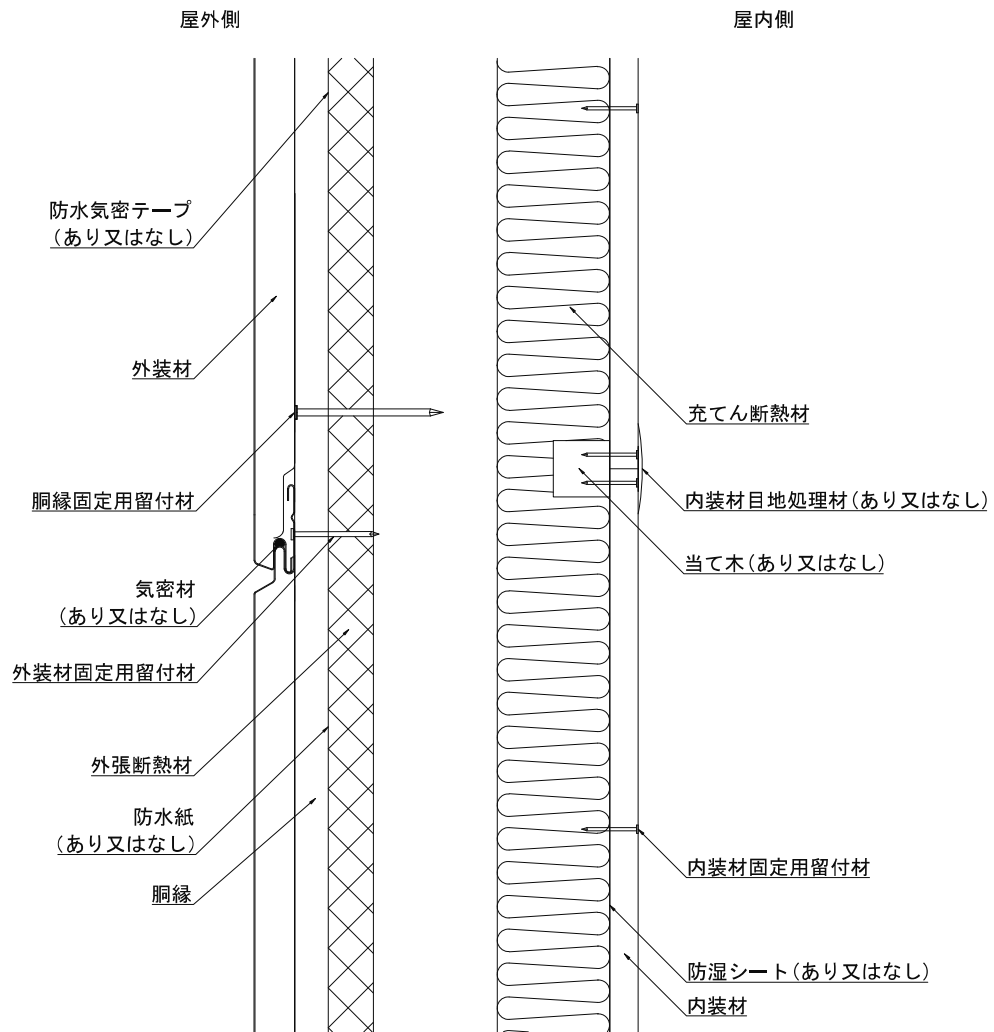 屋外側
屋内側
防水気密テープ
(あり又はなし)
外装材
胴縁固定用留付材
気密材
(あり又はなし)
外装材固定用留付材
外張断熱材
防水紙
(あり又はなし)
胴縁
充てん断熱材
内装材目地処理材(あり又はなし)
当て木(あり又はなし)
内装材固定用留付材
防湿シート(あり又はなし)
内装材